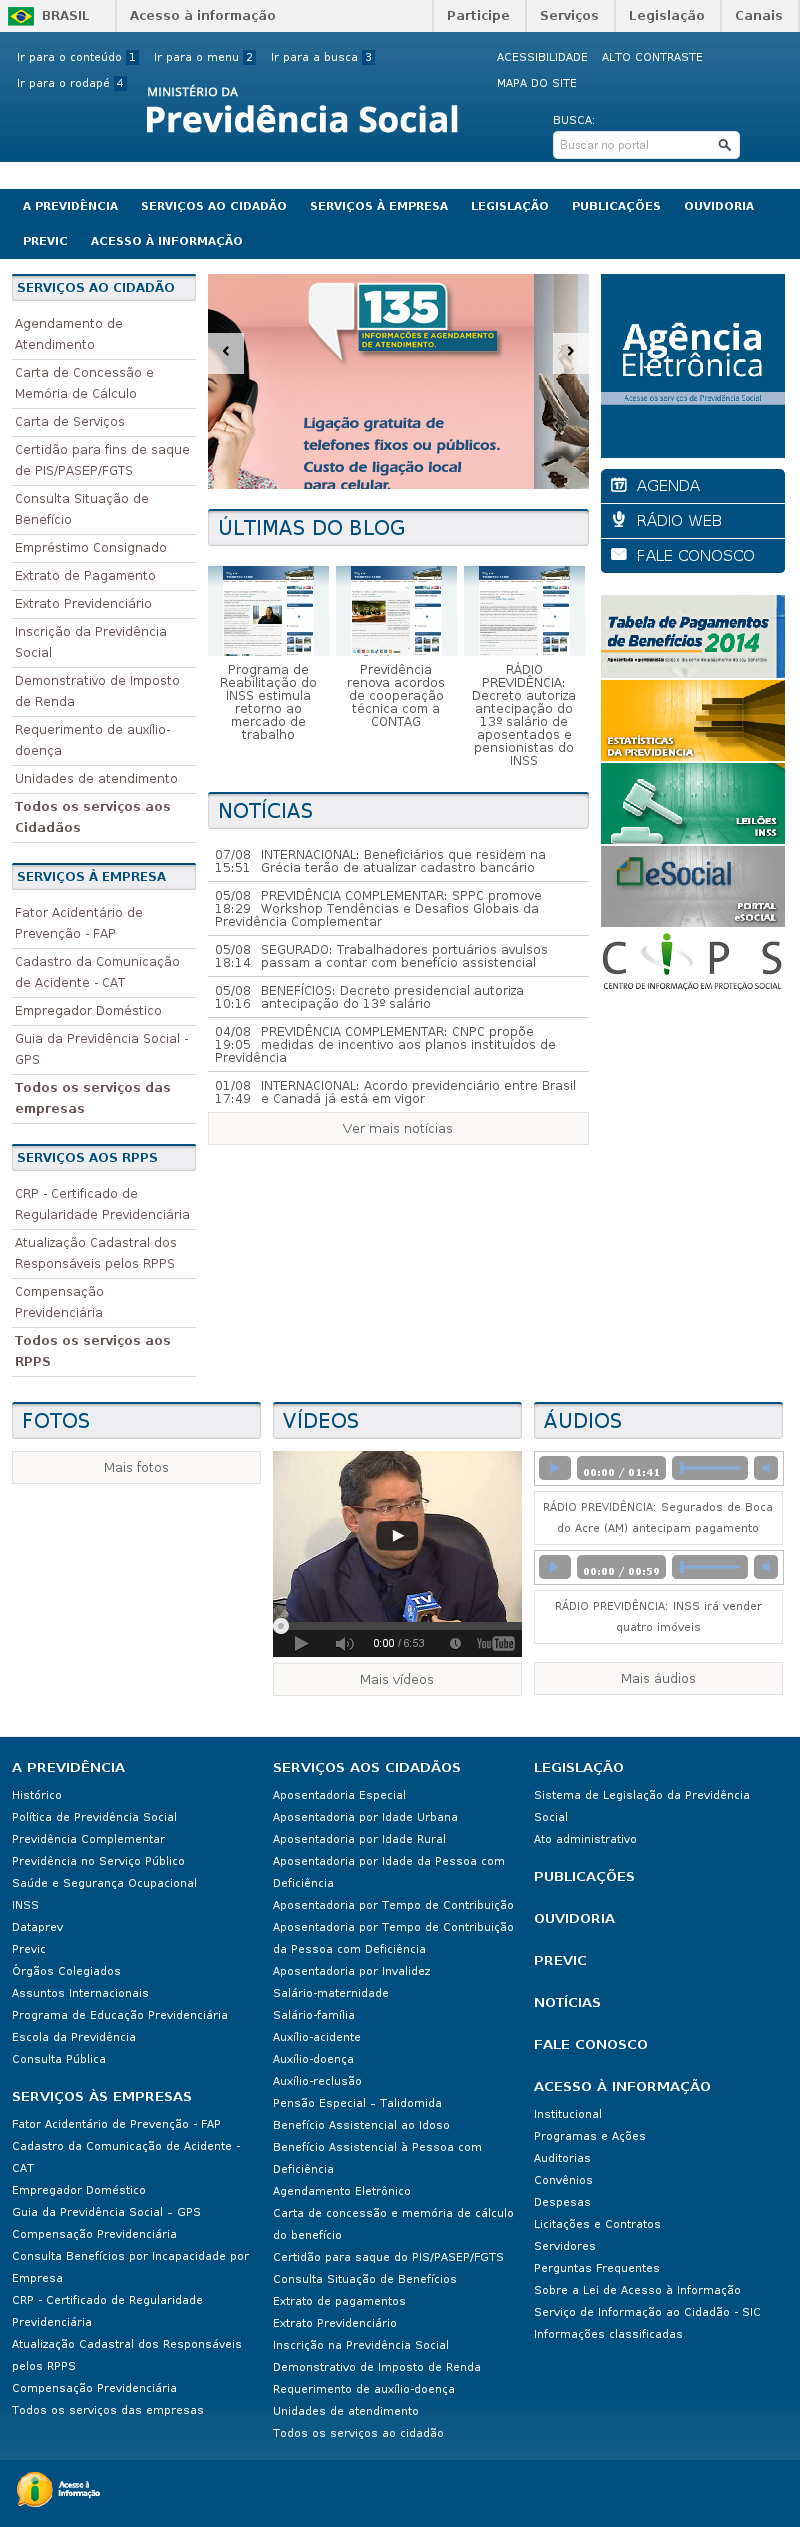 BRASIL
Acesso à informação
Participe
Serviços
Legislação
Canais
Ir para o conteúdo 1
Ir para o menu 2
Ir para a busca 3
Ir para o rodapé 4
ACESSIBILIDADE
ALTO CONTRASTE
MAPA DO SITE
MINISTÉRIO DA
Previdência Social
BUSCA:
Buscar no portal
A PREVIDÊNCIA
SERVIÇOS AO CIDADÃO
SERVIÇOS À EMPRESA
LEGISLAÇÃO
PUBLICAÇÕES
OUVIDORIA
PREVIC
ACESSO À INFORMAÇÃO
SERVIÇOS AO CIDADÃO
Agendamento de
Atendimento
Carta de Concessão e
Memória de Cálculo
Carta de Serviços
Certidão para fins de saque
de PIS/PASEP/FGTS
Consulta Situação de
Benefício
Empréstimo Consignado
Extrato de Pagamento
Extrato Previdenciário
Inscrição da Previdência
Social
Demonstrativo de Imposto
de Renda
Requerimento de auxílio-
doença
Unidades de atendimento
Todos os serviços aos
Cidadãos
SERVIÇOS À EMPRESA
Fator Acidentário de
Prevenção - FAP
Cadastro da Comunicação
de Acidente - CAT
Empregador Doméstico
Guia da Previdência Social -
GPS
Todos os serviços das
empresas
SERVIÇOS AOS RPPS
CRP - Certificado de
Regularidade Previdenciária
Atualização Cadastral dos
Responsáveis pelos RPPS
Compensação
Previdenciária
Todos os serviços aos
RPPS
135
INFORMAÇÕES E AGENDAMENTO
DE ATENDIMENTO.
Ligação gratuita de
telefones fixos ou públicos.
Custo de ligação local
para celular.
ÚLTIMAS DO BLOG
Programa de
Reabilitação do
INSS estimula
retorno ao
mercado de
trabalho
Previdência
renova acordos
de cooperação
técnica com a
CONTAG
RÁDIO
PREVIDÊNCIA:
Decreto autoriza
antecipação do
13º salário de
aposentados e
pensionistas do
INSS
NOTÍCIAS
07/08 INTERNACIONAL: Beneficiários que residem na
15:51 Grécia terão de atualizar cadastro bancário
05/08 PREVIDÊNCIA COMPLEMENTAR: SPPC promove
18:29 Workshop Tendências e Desafios Globais da
Previdência Complementar
05/08 SEGURADO: Trabalhadores portuários avulsos
18:14 passam a contar com benefício assistencial
05/08 BENEFÍCIOS: Decreto presidencial autoriza
10:16 antecipação do 13º salário
04/08 PREVIDÊNCIA COMPLEMENTAR: CNPC propõe
19:05 medidas de incentivo aos planos instituídos de
Previdência
01/08 INTERNACIONAL: Acordo previdenciário entre Brasil
17:49 e Canadá já está em vigor
Ver mais notícias
Agência
Eletrônica
Acesse os serviços da Previdência Social
AGENDA
RÁDIO WEB
FALE CONOSCO
Tabela de Pagamentos
de Benefícios 2014
ESTATÍSTICAS
DA PREVIDÊNCIA
LEILÕES
INSS
eSocial
PORTAL
eSOCIAL
CIPS
CENTRO DE INFORMAÇÃO EM PROTEÇÃO SOCIAL
FOTOS
Mais fotos
VÍDEOS
TV
0:00 / 6:53
YouTube
Mais vídeos
ÁUDIOS
00:00 / 01:41
RÁDIO PREVIDÊNCIA: Segurados de Boca
do Acre (AM) antecipam pagamento
00:00 / 00:59
RÁDIO PREVIDÊNCIA: INSS irá vender
quatro imóveis
Mais áudios
A PREVIDÊNCIA
Histórico
Política de Previdência Social
Previdência Complementar
Previdência no Serviço Público
Saúde e Segurança Ocupacional
INSS
Dataprev
Previc
Órgãos Colegiados
Assuntos Internacionais
Programa de Educação Previdenciária
Escola da Previdência
Consulta Pública
SERVIÇOS ÀS EMPRESAS
Fator Acidentário de Prevenção - FAP
Cadastro da Comunicação de Acidente -
CAT
Empregador Doméstico
Guia da Previdência Social – GPS
Compensação Previdenciária
Consulta Benefícios por Incapacidade por
Empresa
CRP - Certificado de Regularidade
Previdenciária
Atualização Cadastral dos Responsáveis
pelos RPPS
Compensação Previdenciária
Todos os serviços das empresas
SERVIÇOS AOS CIDADÃOS
Aposentadoria Especial
Aposentadoria por Idade Urbana
Aposentadoria por Idade Rural
Aposentadoria por Idade da Pessoa com
Deficiência
Aposentadoria por Tempo de Contribuição
Aposentadoria por Tempo de Contribuição
da Pessoa com Deficiência
Aposentadoria por Invalidez
Salário-maternidade
Salário-família
Auxílio-acidente
Auxílio-doença
Auxílio-reclusão
Pensão Especial – Talidomida
Benefício Assistencial ao Idoso
Benefício Assistencial à Pessoa com
Deficiência
Agendamento Eletrônico
Carta de concessão e memória de cálculo
do benefício
Certidão para saque do PIS/PASEP/FGTS
Consulta Situação de Benefícios
Extrato de pagamentos
Extrato Previdenciário
Inscrição na Previdência Social
Demonstrativo de Imposto de Renda
Requerimento de auxílio-doença
Unidades de atendimento
Todos os serviços ao cidadão
LEGISLAÇÃO
Sistema de Legislação da Previdência
Social
Ato administrativo
PUBLICAÇÕES
OUVIDORIA
PREVIC
NOTÍCIAS
FALE CONOSCO
ACESSO À INFORMAÇÃO
Institucional
Programas e Ações
Auditorias
Convênios
Despesas
Licitações e Contratos
Servidores
Perguntas Frequentes
Sobre a Lei de Acesso à Informação
Serviço de Informação ao Cidadão - SIC
Informações classificadas
Acesso à
Informação